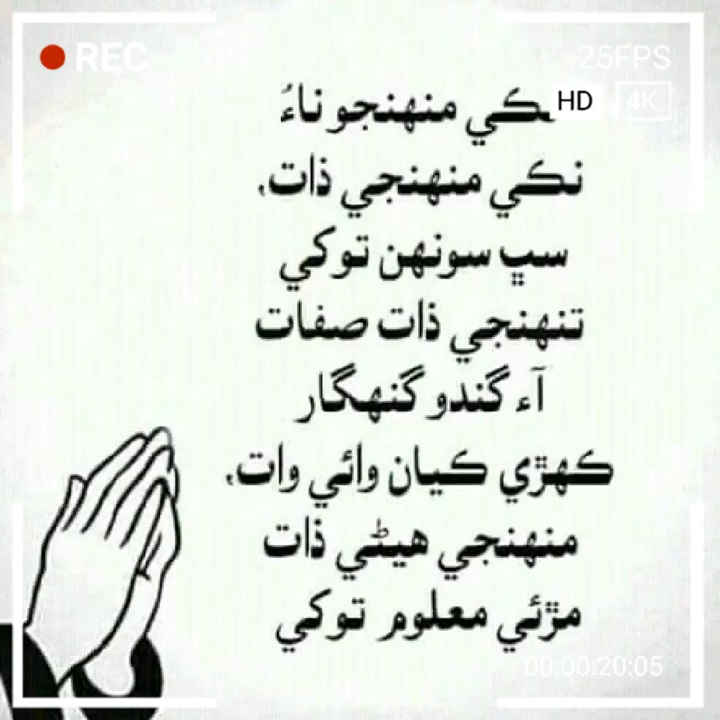 REC
25FPS
HD 4K
منهنجو ناءُ
نڪي منهنجي ذات،
سڀ سونهن توکي
تنهنجي ذات صفات
آء گندو گنهگار
ڪهڙي ڪيان وائي وات،
منهنجي هيڻي ذات
مڙئي معلوم توکي
00:00:20:05